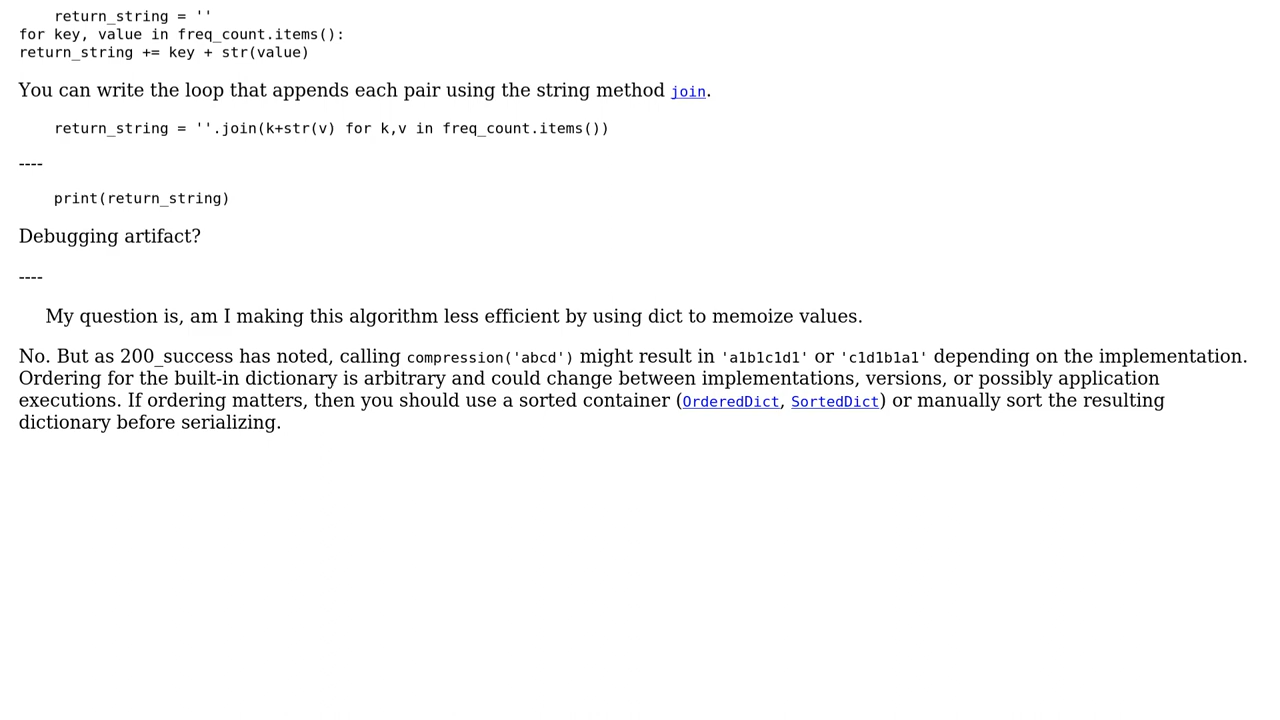 return_string = ''
for key, value in freq_count.items():
return_string += key + str(value)
You can write the loop that appends each pair using the string method join.
return_string = ''.join(k+str(v) for k,v in freq_count.items())
----
print(return_string)
Debugging artifact?
----
My question is, am I making this algorithm less efficient by using dict to memoize values.
No. But as 200_success has noted, calling compression('abcd') might result in 'a1b1c1d1' or 'c1d1b1a1' depending on the implementation.
Ordering for the built-in dictionary is arbitrary and could change between implementations, versions, or possibly application
executions. If ordering matters, then you should use a sorted container (OrderedDict, SortedDict) or manually sort the resulting
dictionary before serializing.